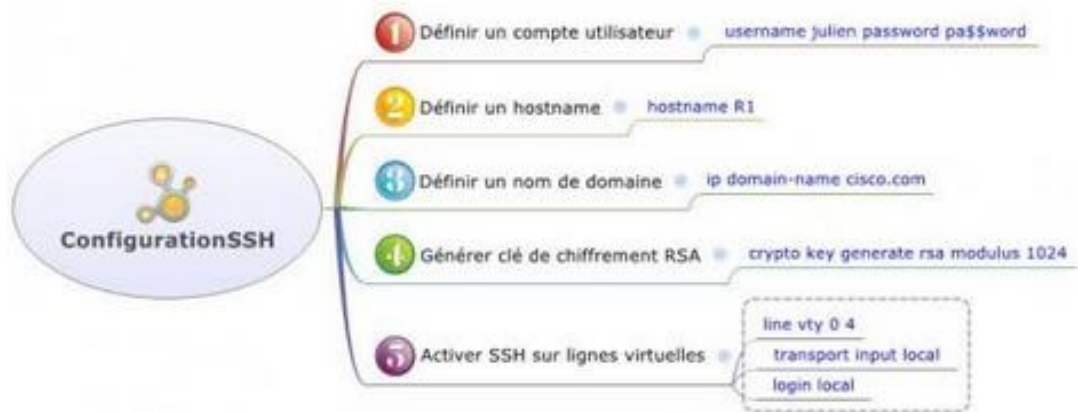 ConfigurationSSH
1 Définir un compte utilisateur
username julien password pa$$word
2 Définir un hostname
hostname R1
3 Définir un nom de domaine
ip domain-name cisco.com
4 Générer clé de chiffrement RSA
crypto key generate rsa modulus 1024
5 Activer SSH sur lignes virtuelles
line vty 0 4
transport input local
login local